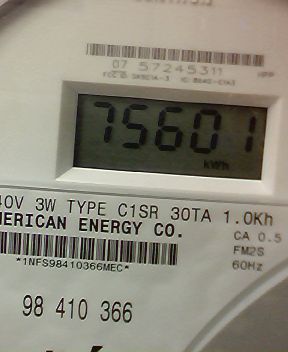 07 57245311
75601
kWh
40V 3W TYPE C1SR 30TA 1.0Kh
MERICAN ENERGY CO.
CA 0.5
FM2S
60Hz
*1NFS98410366MEC*
98 410 366